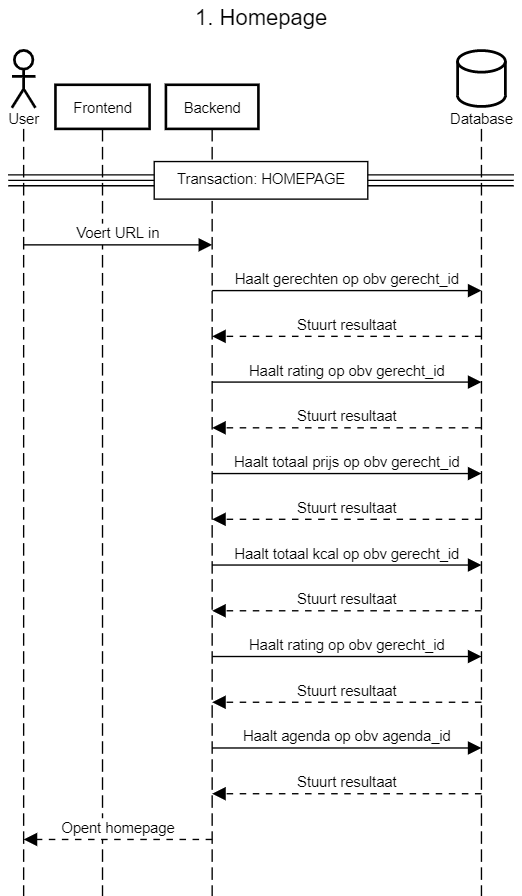 1. Homepage
User
Frontend
Backend
Database
Transaction: HOMEPAGE
Voert URL in
Haalt gerechten op obv gerecht_id
Stuurt resultaat
Haalt rating op obv gerecht_id
Stuurt resultaat
Haalt totaal prijs op obv gerecht_id
Stuurt resultaat
Haalt totaal kcal op obv gerecht_id
Stuurt resultaat
Haalt rating op obv gerecht_id
Stuurt resultaat
Haalt agenda op obv agenda_id
Stuurt resultaat
Opent homepage